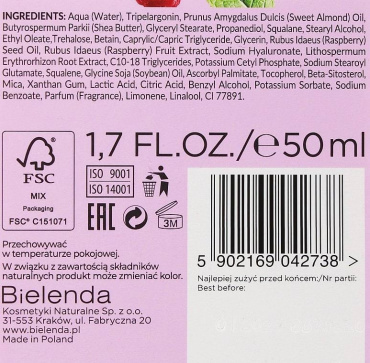 INGREDIENTS: Aqua (Water), Tripelargonin, Prunus Amygdalus Dulcis (Sweet Almond) Oil,
Butyrospermum Parkii (Shea Butter), Glyceryl Stearate, Propanediol, Squalane, Stearyl Alcohol,
Ethyl Oleate,Trehalose, Betain, Caprylic/Capric Triglyceride, Glycerin, Rubus Idaeus (Raspberry)
Seed Oil, Rubus Idaeus (Raspberry) Fruit Extract, Sodium Hyaluronate, Lithospermum
Erythrorhizon Root Extract, C10-18 Triglycerides, Potassium Cetyl Phosphate, Sodium Stearoyl
Glutamate, Squalene, Glycine Soja (Soybean) Oil, Ascorbyl Palmitate, Tocopherol, Beta-Sitosterol,
Mica, Xanthan Gum, Lactic Acid, Citric Acid, Benzyl Alcohol, Potassium Sorbate, Sodium
Benzoate, Parfum (Fragrance), Limonene, Linalool, CI 77891.
1,7 FL.OZ./℮50 ml
FSC
MIX
Packaging
FSC® C151071
ISO 9001
ISO 14001
EAC
3M
5 902169 042738 >
Przechowywać
w temperaturze pokojowej.
W związku z zawartością składników
naturalnych produkt może zmieniać kolor.
Najlepiej zużyć przed końcem:/Nr partii:
Best before:
Bielenda
Kosmetyki Naturalne Sp. z o.o.
31-553 Kraków, ul. Fabryczna 20
www.bielenda.pl
Made in Poland